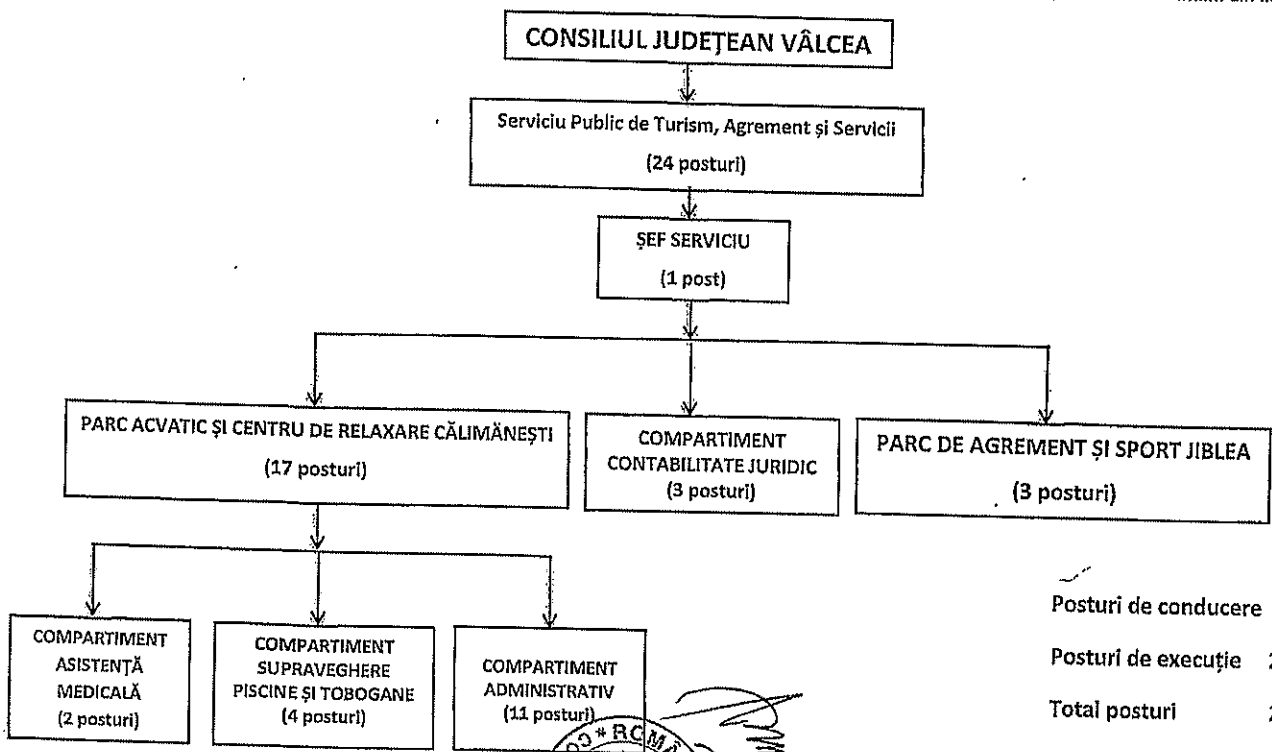 CONSILIUL JUDEȚEAN VÂLCEA
Serviciu Public de Turism, Agrement și Servicii
(24 posturi)
ȘEF SERVICIU
(1 post)
PARC ACVATIC ȘI CENTRU DE RELAXARE CĂLIMĂNEȘTI
(17 posturi)
COMPARTIMENT
CONTABILITATE JURIDIC
(3 posturi)
PARC DE AGREMENT ȘI SPORT JIBLEA
(3 posturi)
COMPARTIMENT
ASISTENȚĂ
MEDICALĂ
(2 posturi)
COMPARTIMENT
SUPRAVEGHERE
PISCINE ȘI TOBOGANE
(4 posturi)
COMPARTIMENT
ADMINISTRATIV
(11 posturi)
Posturi de conducere
Posturi de execuție
Total posturi